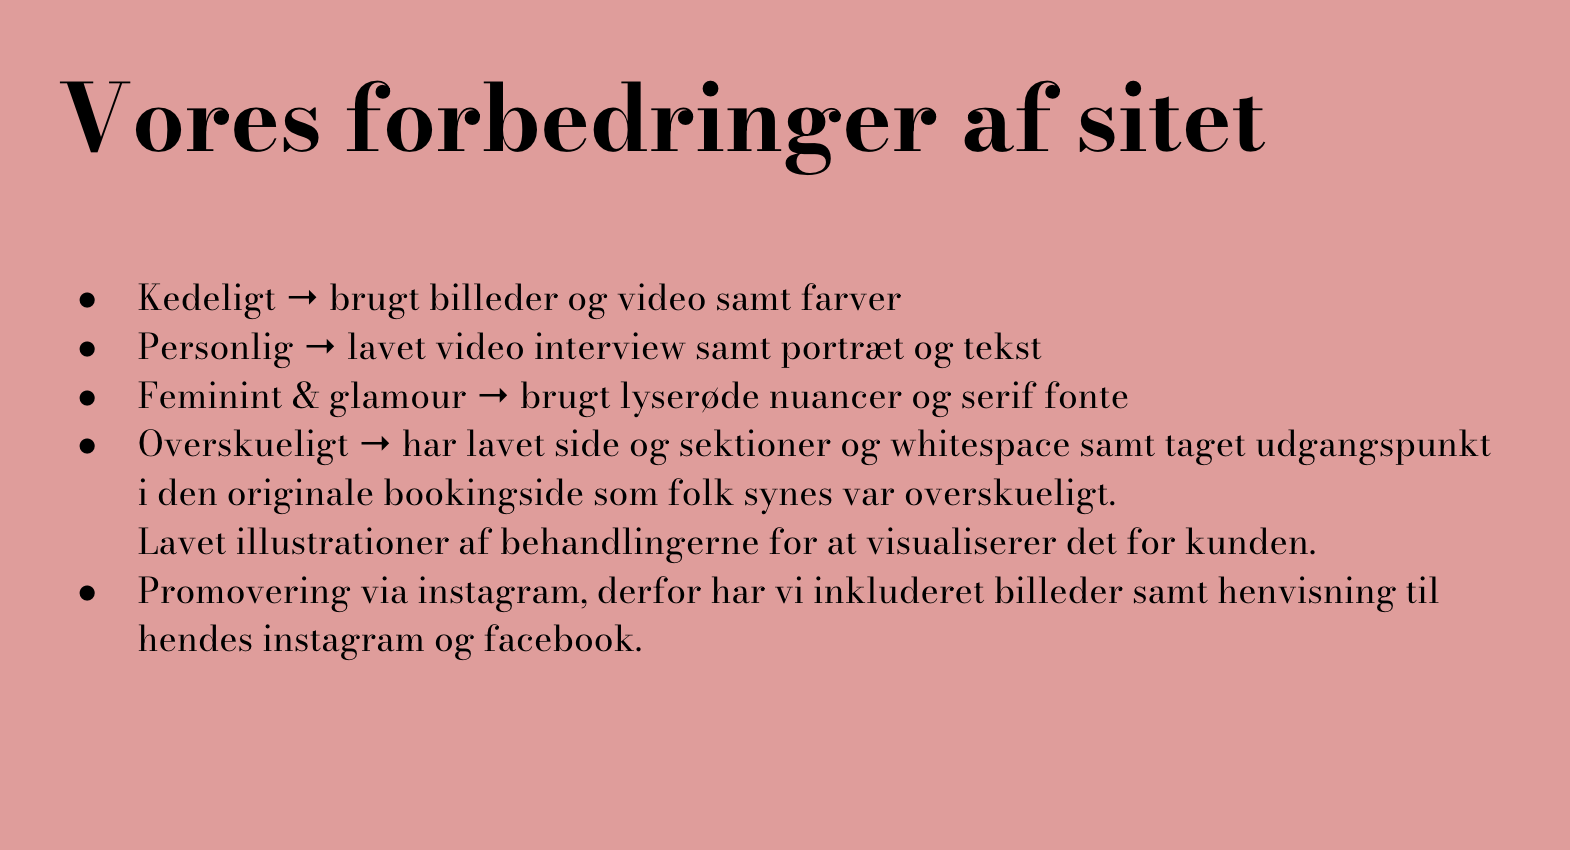 Vores forbedringer af sitet
● Kedeligt → brugt billeder og video samt farver
● Personlig → lavet video interview samt portræt og tekst
● Feminint & glamour → brugt lyserøde nuancer og serif fonte
● Overskueligt → har lavet side og sektioner og whitespace samt taget udgangspunkt
i den originale bookingside som folk synes var overskueligt.
Lavet illustrationer af behandlingerne for at visualiserer det for kunden.
● Promovering via instagram, derfor har vi inkluderet billeder samt henvisning til
hendes instagram og facebook.